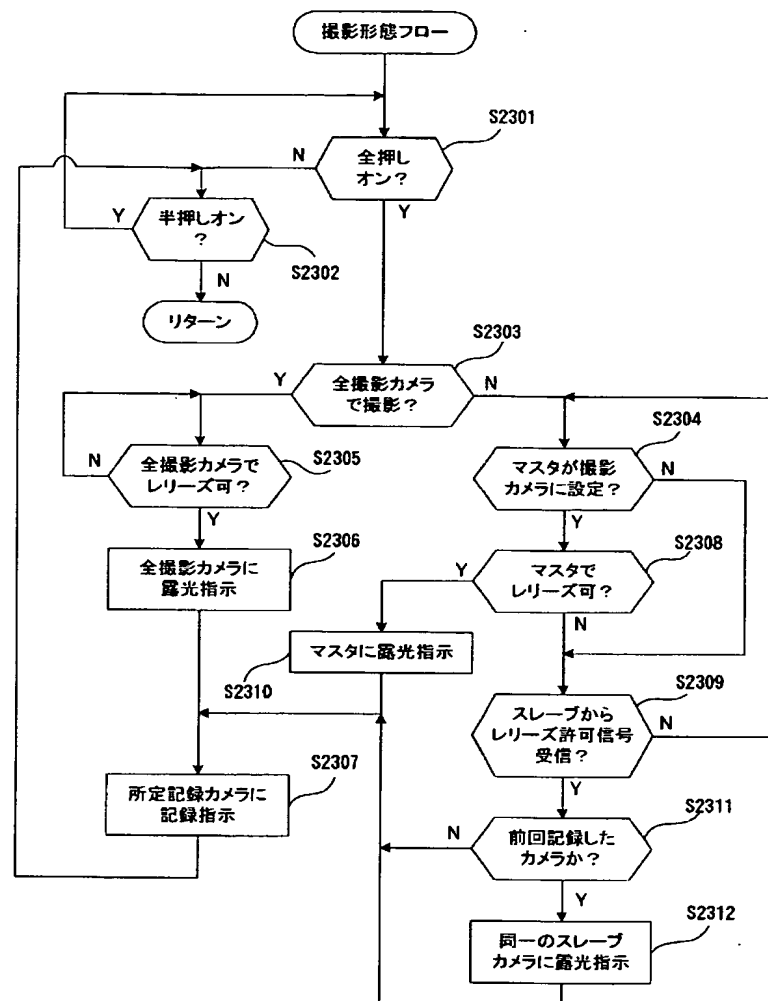 撮影形態フロー
S2301
全押し
オン?
N
Y
半押しオン
?
Y
S2302
N
リターン
S2303
全撮影カメラ
で撮影?
Y
N
S2304
マスタが撮影
カメラに設定?
N
Y
S2305
全撮影カメラで
レリーズ可?
N
Y
S2306
全撮影カメラに
露光指示
S2308
マスタで
レリーズ可?
Y
N
マスタに露光指示
S2310
S2309
スレーブから
レリーズ許可信号
受信?
N
Y
S2307
所定記録カメラに
記録指示
S2311
前回記録した
カメラか?
N
Y
S2312
同一のスレーブ
カメラに露光指示